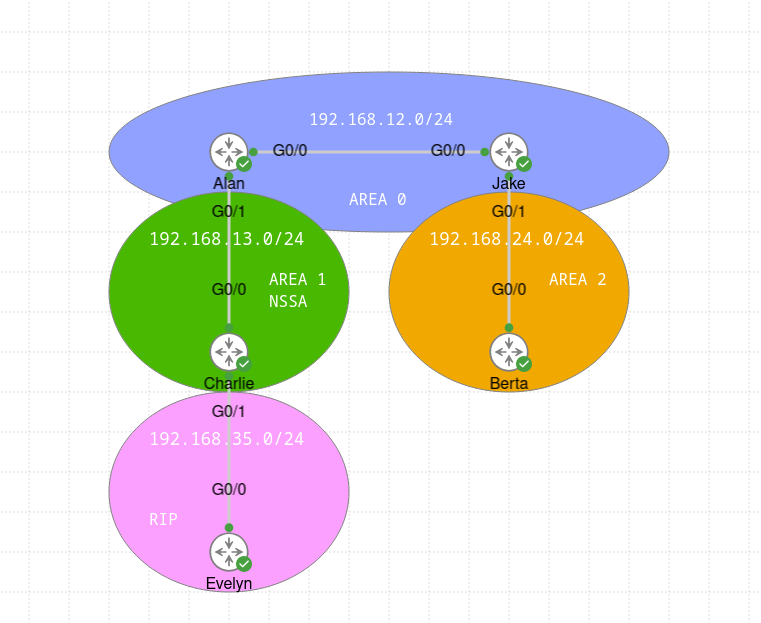 192.168.12.0/24
G0/0
G0/0
Alan
Jake
AREA 0
G0/1
G0/1
192.168.13.0/24
192.168.24.0/24
AREA 1
NSSA
AREA 2
G0/0
G0/0
Charlie
Berta
G0/1
192.168.35.0/24
G0/0
RIP
Evelyn